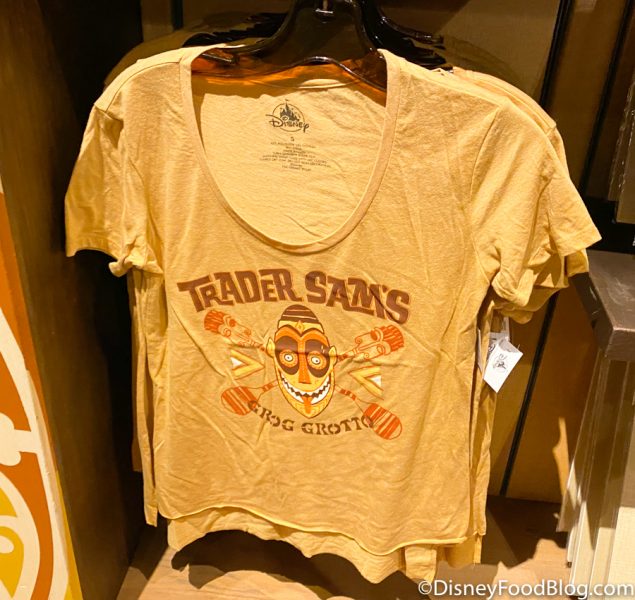 Disney
S
TRADER SAM'S
GROG GROTTO
©DisneyFoodBlog.com